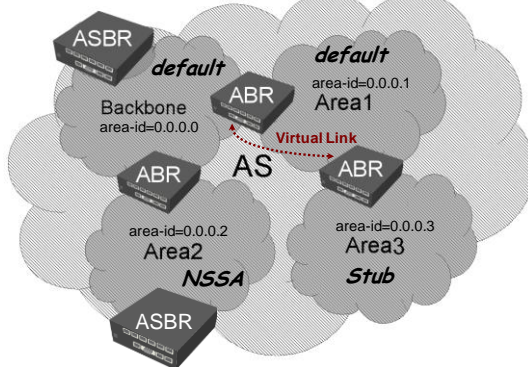 ASBR
default
default
ABR
area-id=0.0.0.1
Area1
Backbone
area-id=0.0.0.0
Virtual Link
AS
ABR
ABR
area-id=0.0.0.2
Area2
NSSA
area-id=0.0.0.3
Area3
Stub
ASBR